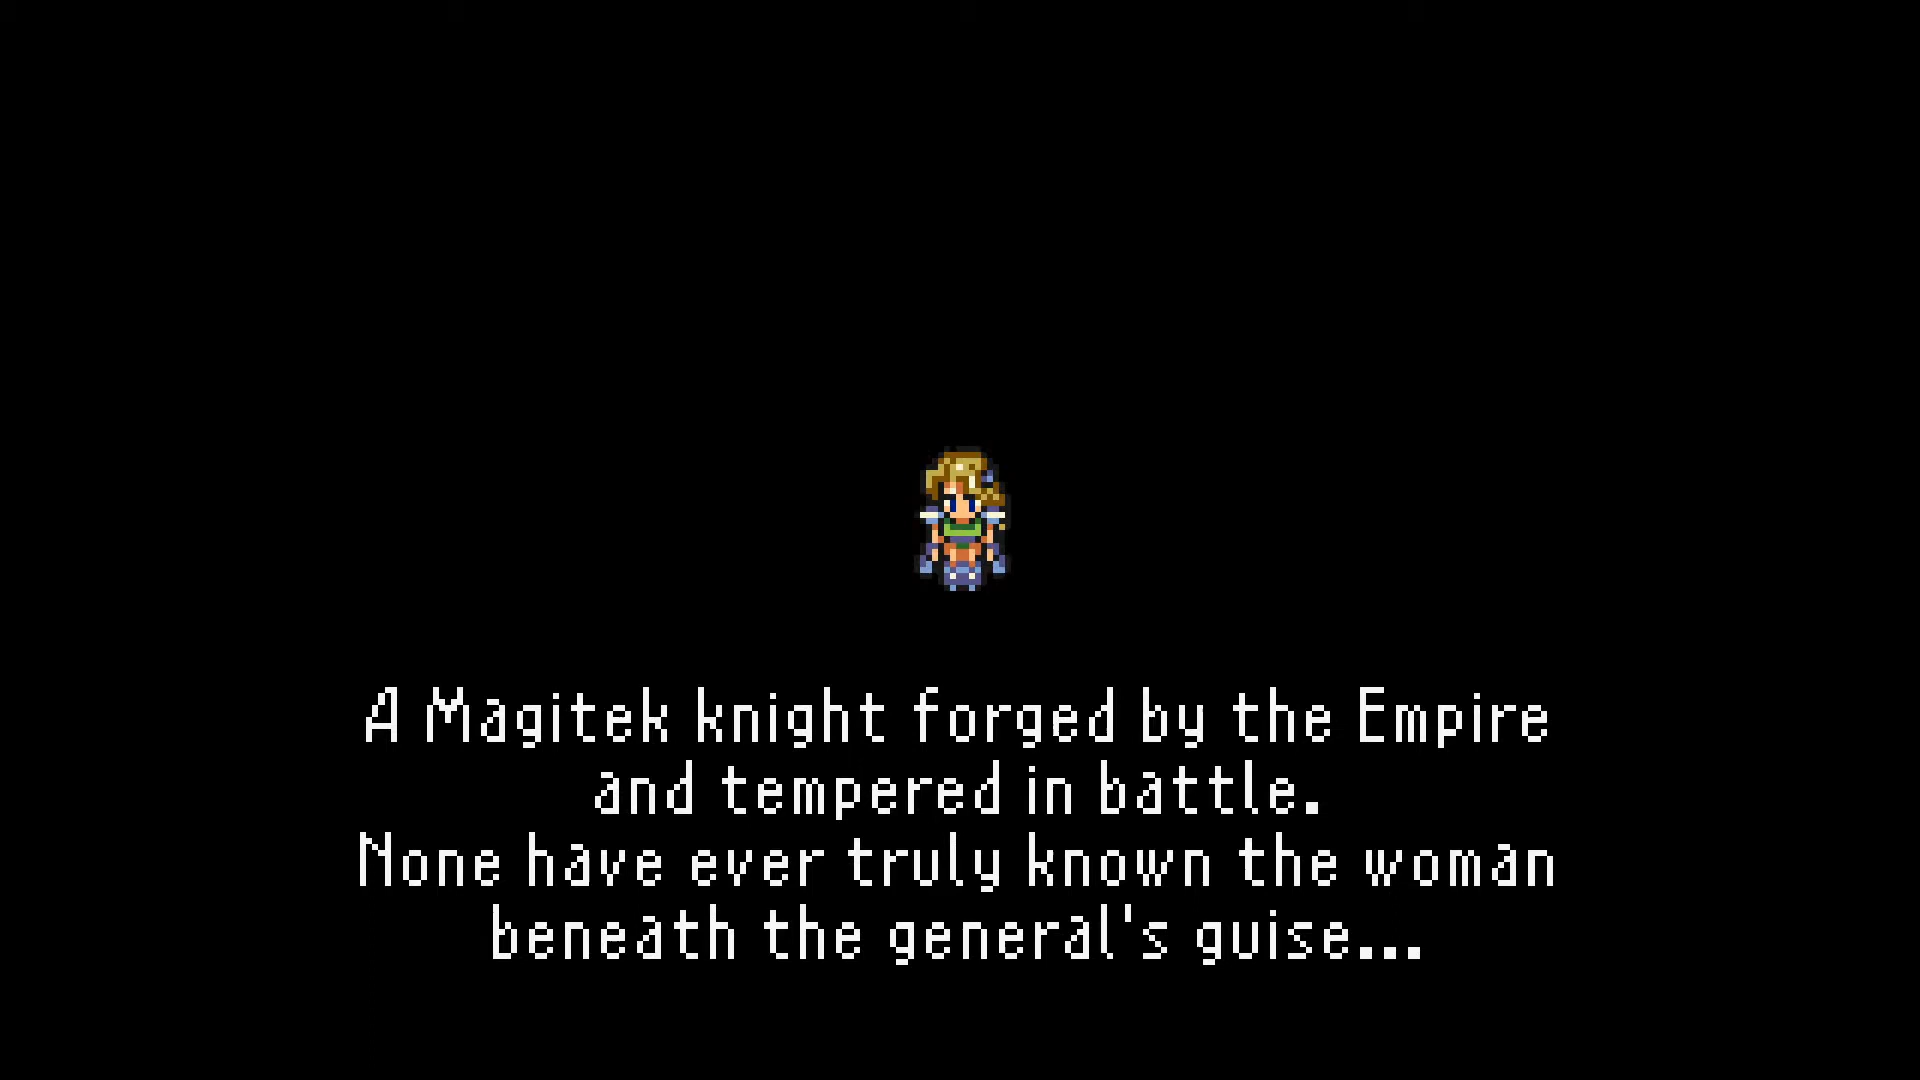 A Magitek knight forged by the Empire
and tempered in battle.
None have ever truly known the woman
beneath the general's guise...